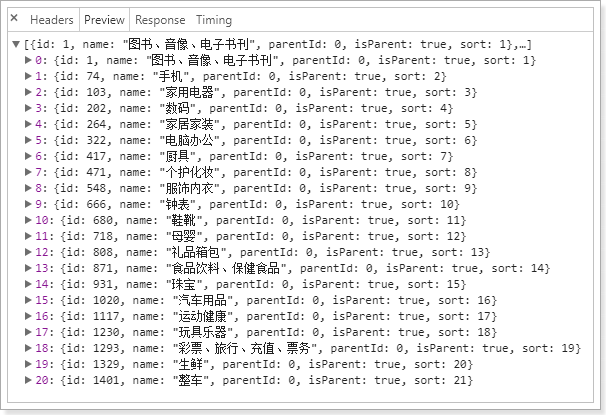 × Headers Preview Response Timing
▼[{id: 1, name: "图书、音像、电子书刊", parentId: 0, isParent: true, sort: 1},…]
▶0: {id: 1, name: "图书、音像、电子书刊", parentId: 0, isParent: true, sort: 1}
▶1: {id: 74, name: "手机", parentId: 0, isParent: true, sort: 2}
▶2: {id: 103, name: "家用电器", parentId: 0, isParent: true, sort: 3}
▶3: {id: 202, name: "数码", parentId: 0, isParent: true, sort: 4}
▶4: {id: 264, name: "家居家装", parentId: 0, isParent: true, sort: 5}
▶5: {id: 322, name: "电脑办公", parentId: 0, isParent: true, sort: 6}
▶6: {id: 417, name: "厨具", parentId: 0, isParent: true, sort: 7}
▶7: {id: 471, name: "个护化妆", parentId: 0, isParent: true, sort: 8}
▶8: {id: 548, name: "服饰内衣", parentId: 0, isParent: true, sort: 9}
▶9: {id: 666, name: "钟表", parentId: 0, isParent: true, sort: 10}
▶10: {id: 680, name: "鞋靴", parentId: 0, isParent: true, sort: 11}
▶11: {id: 718, name: "母婴", parentId: 0, isParent: true, sort: 12}
▶12: {id: 808, name: "礼品箱包", parentId: 0, isParent: true, sort: 13}
▶13: {id: 871, name: "食品饮料、保健食品", parentId: 0, isParent: true, sort: 14}
▶14: {id: 931, name: "珠宝", parentId: 0, isParent: true, sort: 15}
▶15: {id: 1020, name: "汽车用品", parentId: 0, isParent: true, sort: 16}
▶16: {id: 1117, name: "运动健康", parentId: 0, isParent: true, sort: 17}
▶17: {id: 1230, name: "玩具乐器", parentId: 0, isParent: true, sort: 18}
▶18: {id: 1293, name: "彩票、旅行、充值、票务", parentId: 0, isParent: true, sort: 19}
▶19: {id: 1329, name: "生鲜", parentId: 0, isParent: true, sort: 20}
▶20: {id: 1401, name: "整车", parentId: 0, isParent: true, sort: 21}